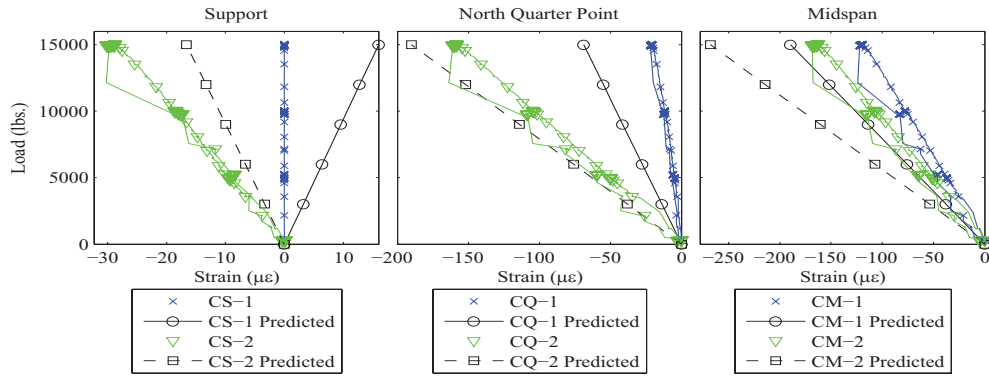 Support
North Quarter Point
Midspan
Load (lbs.)
15000
10000
5000
0
−30 −20 −10 0 10
−200 −150 −100 −50 0
−250 −200 −150 −100 −50 0
Strain (με)
Strain (με)
Strain (με)
CS−1
CS−1 Predicted
CS−2
CS−2 Predicted
CQ−1
CQ−1 Predicted
CQ−2
CQ−2 Predicted
CM−1
CM−1 Predicted
CM−2
CM−2 Predicted